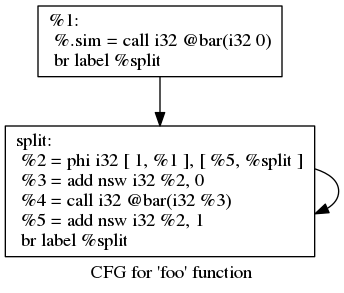 %1:
%.sim = call i32 @bar(i32 0)
br label %split
split:
%2 = phi i32 [ 1, %1 ], [ %5, %split ]
%3 = add nsw i32 %2, 0
%4 = call i32 @bar(i32 %3)
%5 = add nsw i32 %2, 1
br label %split
CFG for 'foo' function